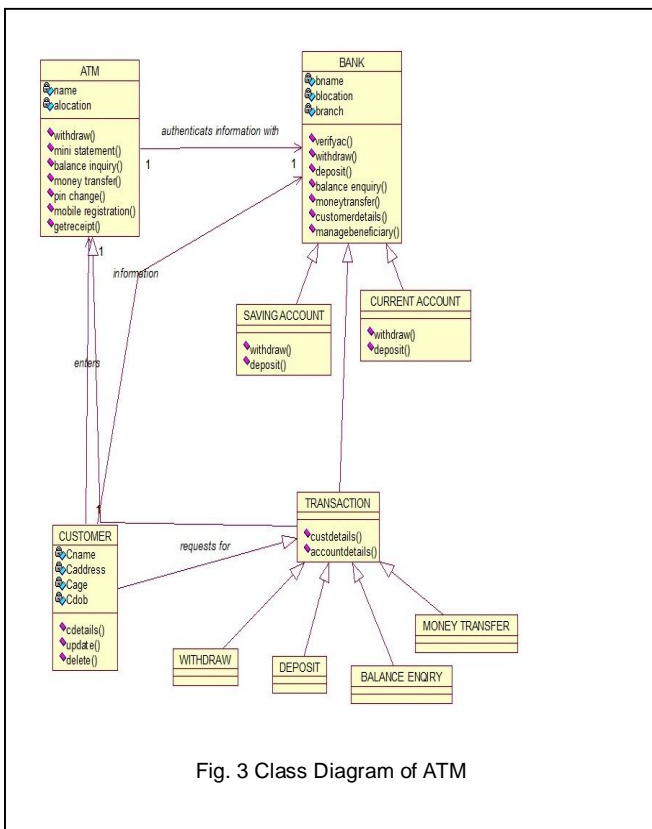 ATM
name
alocation
withdraw()
mini statement()
balance inquiry()
money transfer()
pin change()
mobile registration()
getreceipt()
authenticats information with
1
1
BANK
bname
blocation
branch
verifyac()
withdraw()
deposit()
balance enquiry()
moneytransfer()
customerdetails()
managebeneficiary()
1
information
enters
SAVING ACCOUNT
withdraw()
deposit()
CURRENT ACCOUNT
withdraw()
deposit()
1
CUSTOMER
Cname
Caddress
Cage
Cdob
cdetails()
update()
delete()
requests for
TRANSACTION
custdetails()
accountdetails()
WITHDRAW
DEPOSIT
BALANCE ENQIRY
MONEY TRANSFER
Fig. 3 Class Diagram of ATM